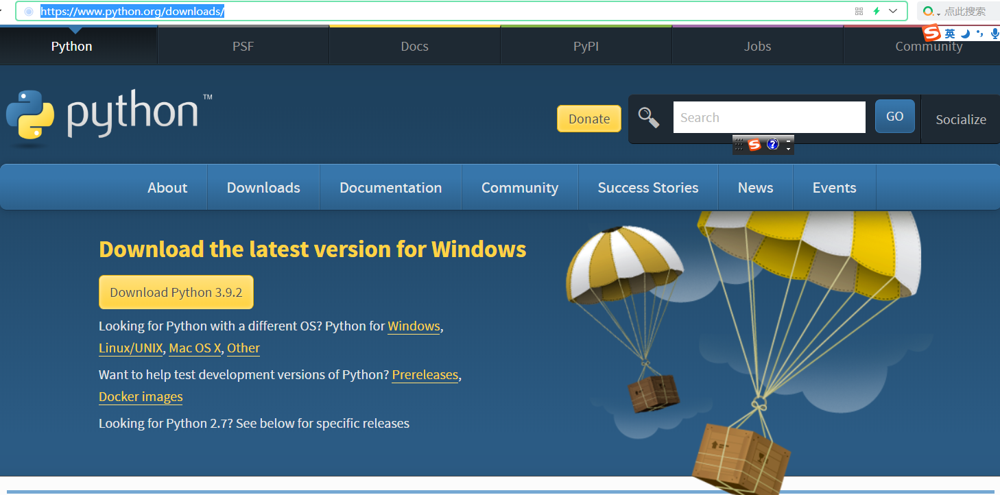 https://www.python.org/downloads/
点此搜索
英
Python
PSF
Docs
PyPI
Jobs
Community
python™
Donate
Search
GO
Socialize
About
Downloads
Documentation
Community
Success Stories
News
Events
Download the latest version for Windows
Download Python 3.9.2
Looking for Python with a different OS? Python for Windows,
Linux/UNIX, Mac OS X, Other
Want to help test development versions of Python? Prereleases,
Docker images
Looking for Python 2.7? See below for specific releases